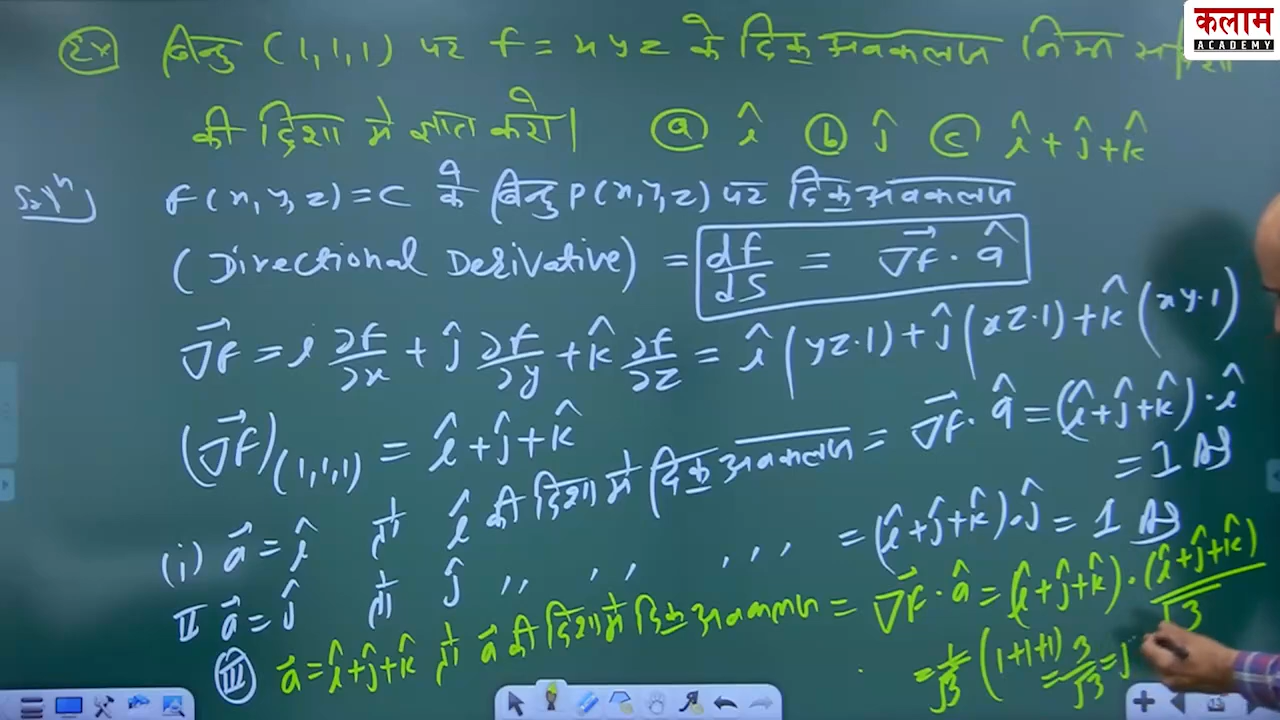 कलाम
ACADEMY
Ex बिन्दु (1,1,1) पर f = xyz के दिक् अवकलज निम्न
की दिशा में ज्ञात करो। (a) î (b) ĵ (c) î+ĵ+k̂
Solⁿ) f(x,y,z)=C के बिन्दु P(x,y,z) पर दिक् अवकलज
(Directional Derivative) = df/ds = ∇⃗f · â
∇⃗f = i ∂f/∂x + ĵ ∂f/∂y + k̂ ∂f/∂z = î(yz·1)+ĵ(xz·1)+k̂(xy·1)
(∇⃗f)(1,1,1) = î+ĵ+k̂
(i) a⃗ = î में î की दिशा में दिक् अवकलज = ∇⃗f · â = (î+ĵ+k̂)·î
= 1 Ans
II a⃗ = ĵ में ĵ ,, ,, ,,, = (î+ĵ+k̂)·ĵ = 1 Ans
III a⃗ = î+ĵ+k̂ में a⃗ की दिशा में दिक् अवकलज = ∇⃗f · â = (î+ĵ+k̂)·(î+ĵ+k̂)/√3
= 1/√3 (1+1+1) = 3/√3 =